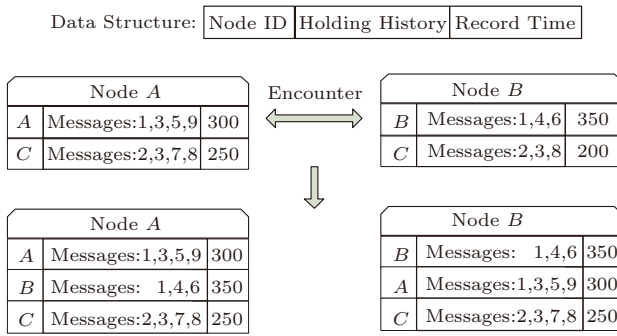 Data Structure: Node ID Holding History Record Time
Node A Encounter Node B
A Messages:1,3,5,9 300 B Messages:1,4,6 350
C Messages:2,3,7,8 250 C Messages:2,3,8 200
Node A Node B
A Messages:1,3,5,9 300 B Messages: 1,4,6 350
B Messages: 1,4,6 350 A Messages:1,3,5,9 300
C Messages:2,3,7,8 250 C Messages:2,3,7,8 250